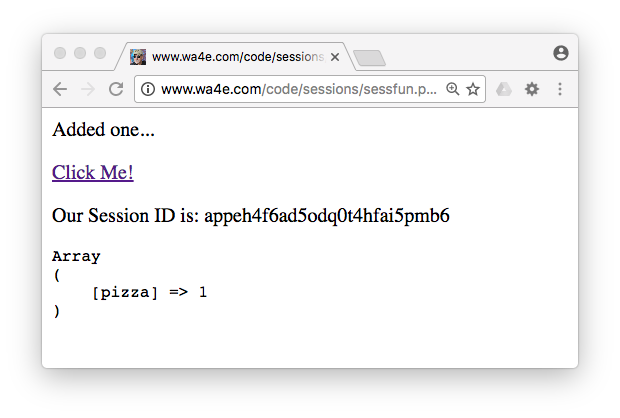 www.wa4e.com/code/sessions
www.wa4e.com/code/sessions/sessfun.p...
Added one...
Click Me!
Our Session ID is: appeh4f6ad5odq0t4hfai5pmb6
Array
(
[pizza] => 1
)